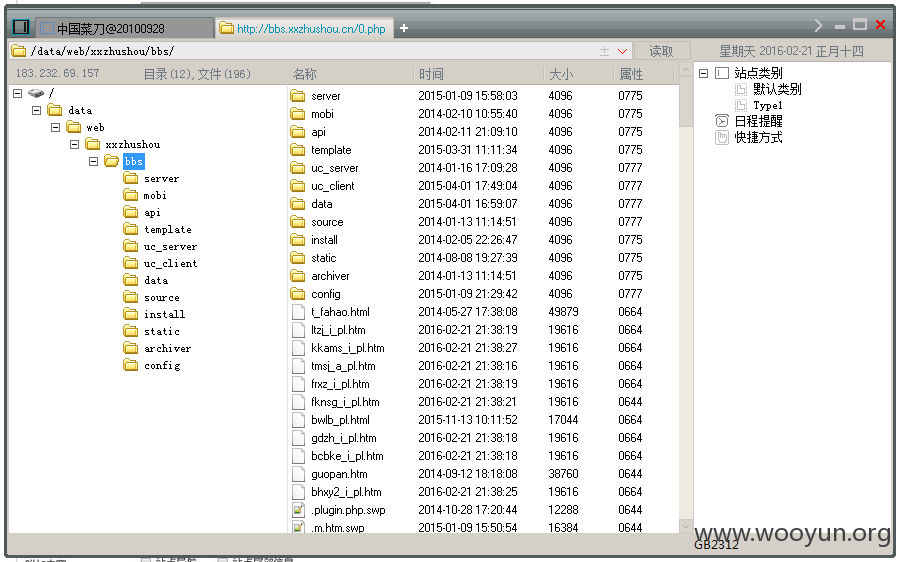 中国菜刀@20100928
http://bbs.xxzhushou.cn/0.php
+
/data/web/xxzhushou/bbs/
读取
星期天 2016-02-21 正月十四
183.232.69.157 目录(12),文件(196)
名称 时间 大小 属性
/
data
web
xxzhushou
bbs
server
mobi
api
template
uc_server
uc_client
data
source
install
static
archiver
config
server 2015-01-09 15:58:03 4096 0775
mobi 2014-02-10 10:55:40 4096 0775
api 2014-02-11 21:09:10 4096 0775
template 2015-03-31 11:11:34 4096 0775
uc_server 2014-01-16 17:09:28 4096 0777
uc_client 2015-04-01 17:49:04 4096 0777
data 2015-04-01 16:59:07 4096 0777
source 2014-01-13 11:14:51 4096 0777
install 2014-02-05 22:26:47 4096 0775
static 2014-08-08 19:27:39 4096 0775
archiver 2014-01-13 11:14:51 4096 0775
config 2015-01-09 21:29:42 4096 0777
t_fahao.html 2014-05-27 17:38:08 49879 0664
ltzj_i_pl.htm 2016-02-21 21:38:19 19616 0664
kkams_i_pl.htm 2016-02-21 21:38:27 19616 0664
tmsj_a_pl.htm 2016-02-21 21:38:16 19616 0664
frxz_i_pl.htm 2016-02-21 21:38:19 19616 0664
fknsg_i_pl.htm 2016-02-21 21:38:21 19616 0644
bwlb_pl.html 2015-11-13 10:11:52 17044 0664
gdzh_i_pl.htm 2016-02-21 21:38:18 19616 0664
bcbke_i_pl.htm 2016-02-21 21:38:18 19616 0664
guopan.htm 2014-09-12 18:18:08 38760 0644
bhxy2_i_pl.htm 2016-02-21 21:38:25 19616 0664
.plugin.php.swp 2014-10-28 17:20:44 12288 0644
.m.htm.swp 2015-01-09 15:50:54 16384 0644
站点类别
默认类别
Type1
日程提醒
快捷方式
www.wooyun.org
GB2312